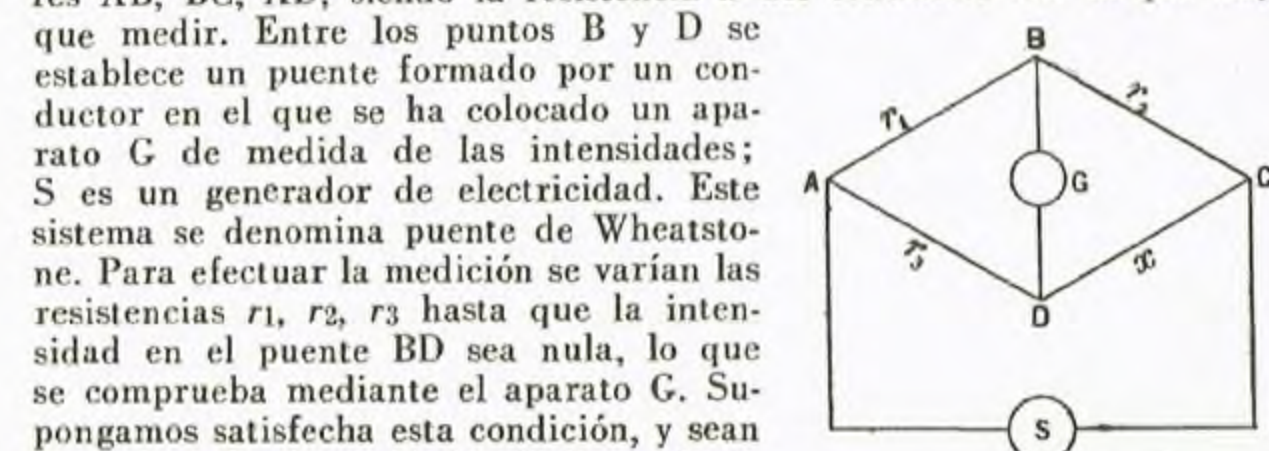 que medir. Entre los puntos B y D se
establece un puente formado por un con-
ductor en el que se ha colocado un apa-
rato G de medida de las intensidades;
S es un generador de electricidad. Este
sistema se denomina puente de Wheatsto-
ne. Para efectuar la medición se varían las
resistencias r1, r2, r3 hasta que la inten-
sidad en el puente BD sea nula, lo que
se comprueba mediante el aparato G. Su-
pongamos satisfecha esta condición, y sean
B
r1
r2
A
G
C
r3
x
D
S